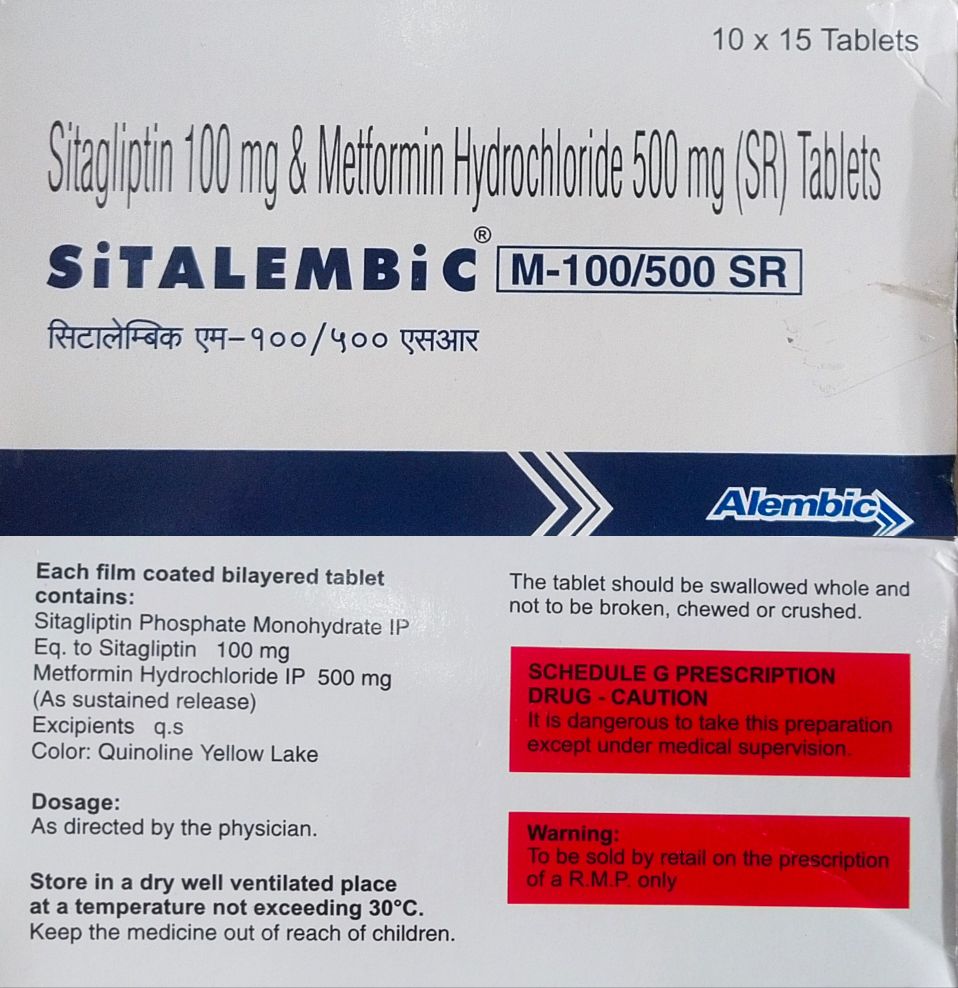 10 x 15 Tablets
Sitagliptin 100 mg & Metformin Hydrochloride 500 mg (SR) Tablets
SiTALEMBiC® M-100/500 SR
सिटालेम्बिक एम-१००/५०० एसआर
Alembic
Each film coated bilayered tablet
contains:
Sitagliptin Phosphate Monohydrate IP
Eq. to Sitagliptin 100 mg
Metformin Hydrochloride IP 500 mg
(As sustained release)
Excipients q.s
Color: Quinoline Yellow Lake
Dosage:
As directed by the physician.
Store in a dry well ventilated place
at a temperature not exceeding 30°C.
Keep the medicine out of reach of children.
The tablet should be swallowed whole and
not to be broken, chewed or crushed.
SCHEDULE G PRESCRIPTION
DRUG - CAUTION
It is dangerous to take this preparation
except under medical supervision.
Warning:
To be sold by retail on the prescription
of a R.M.P. only